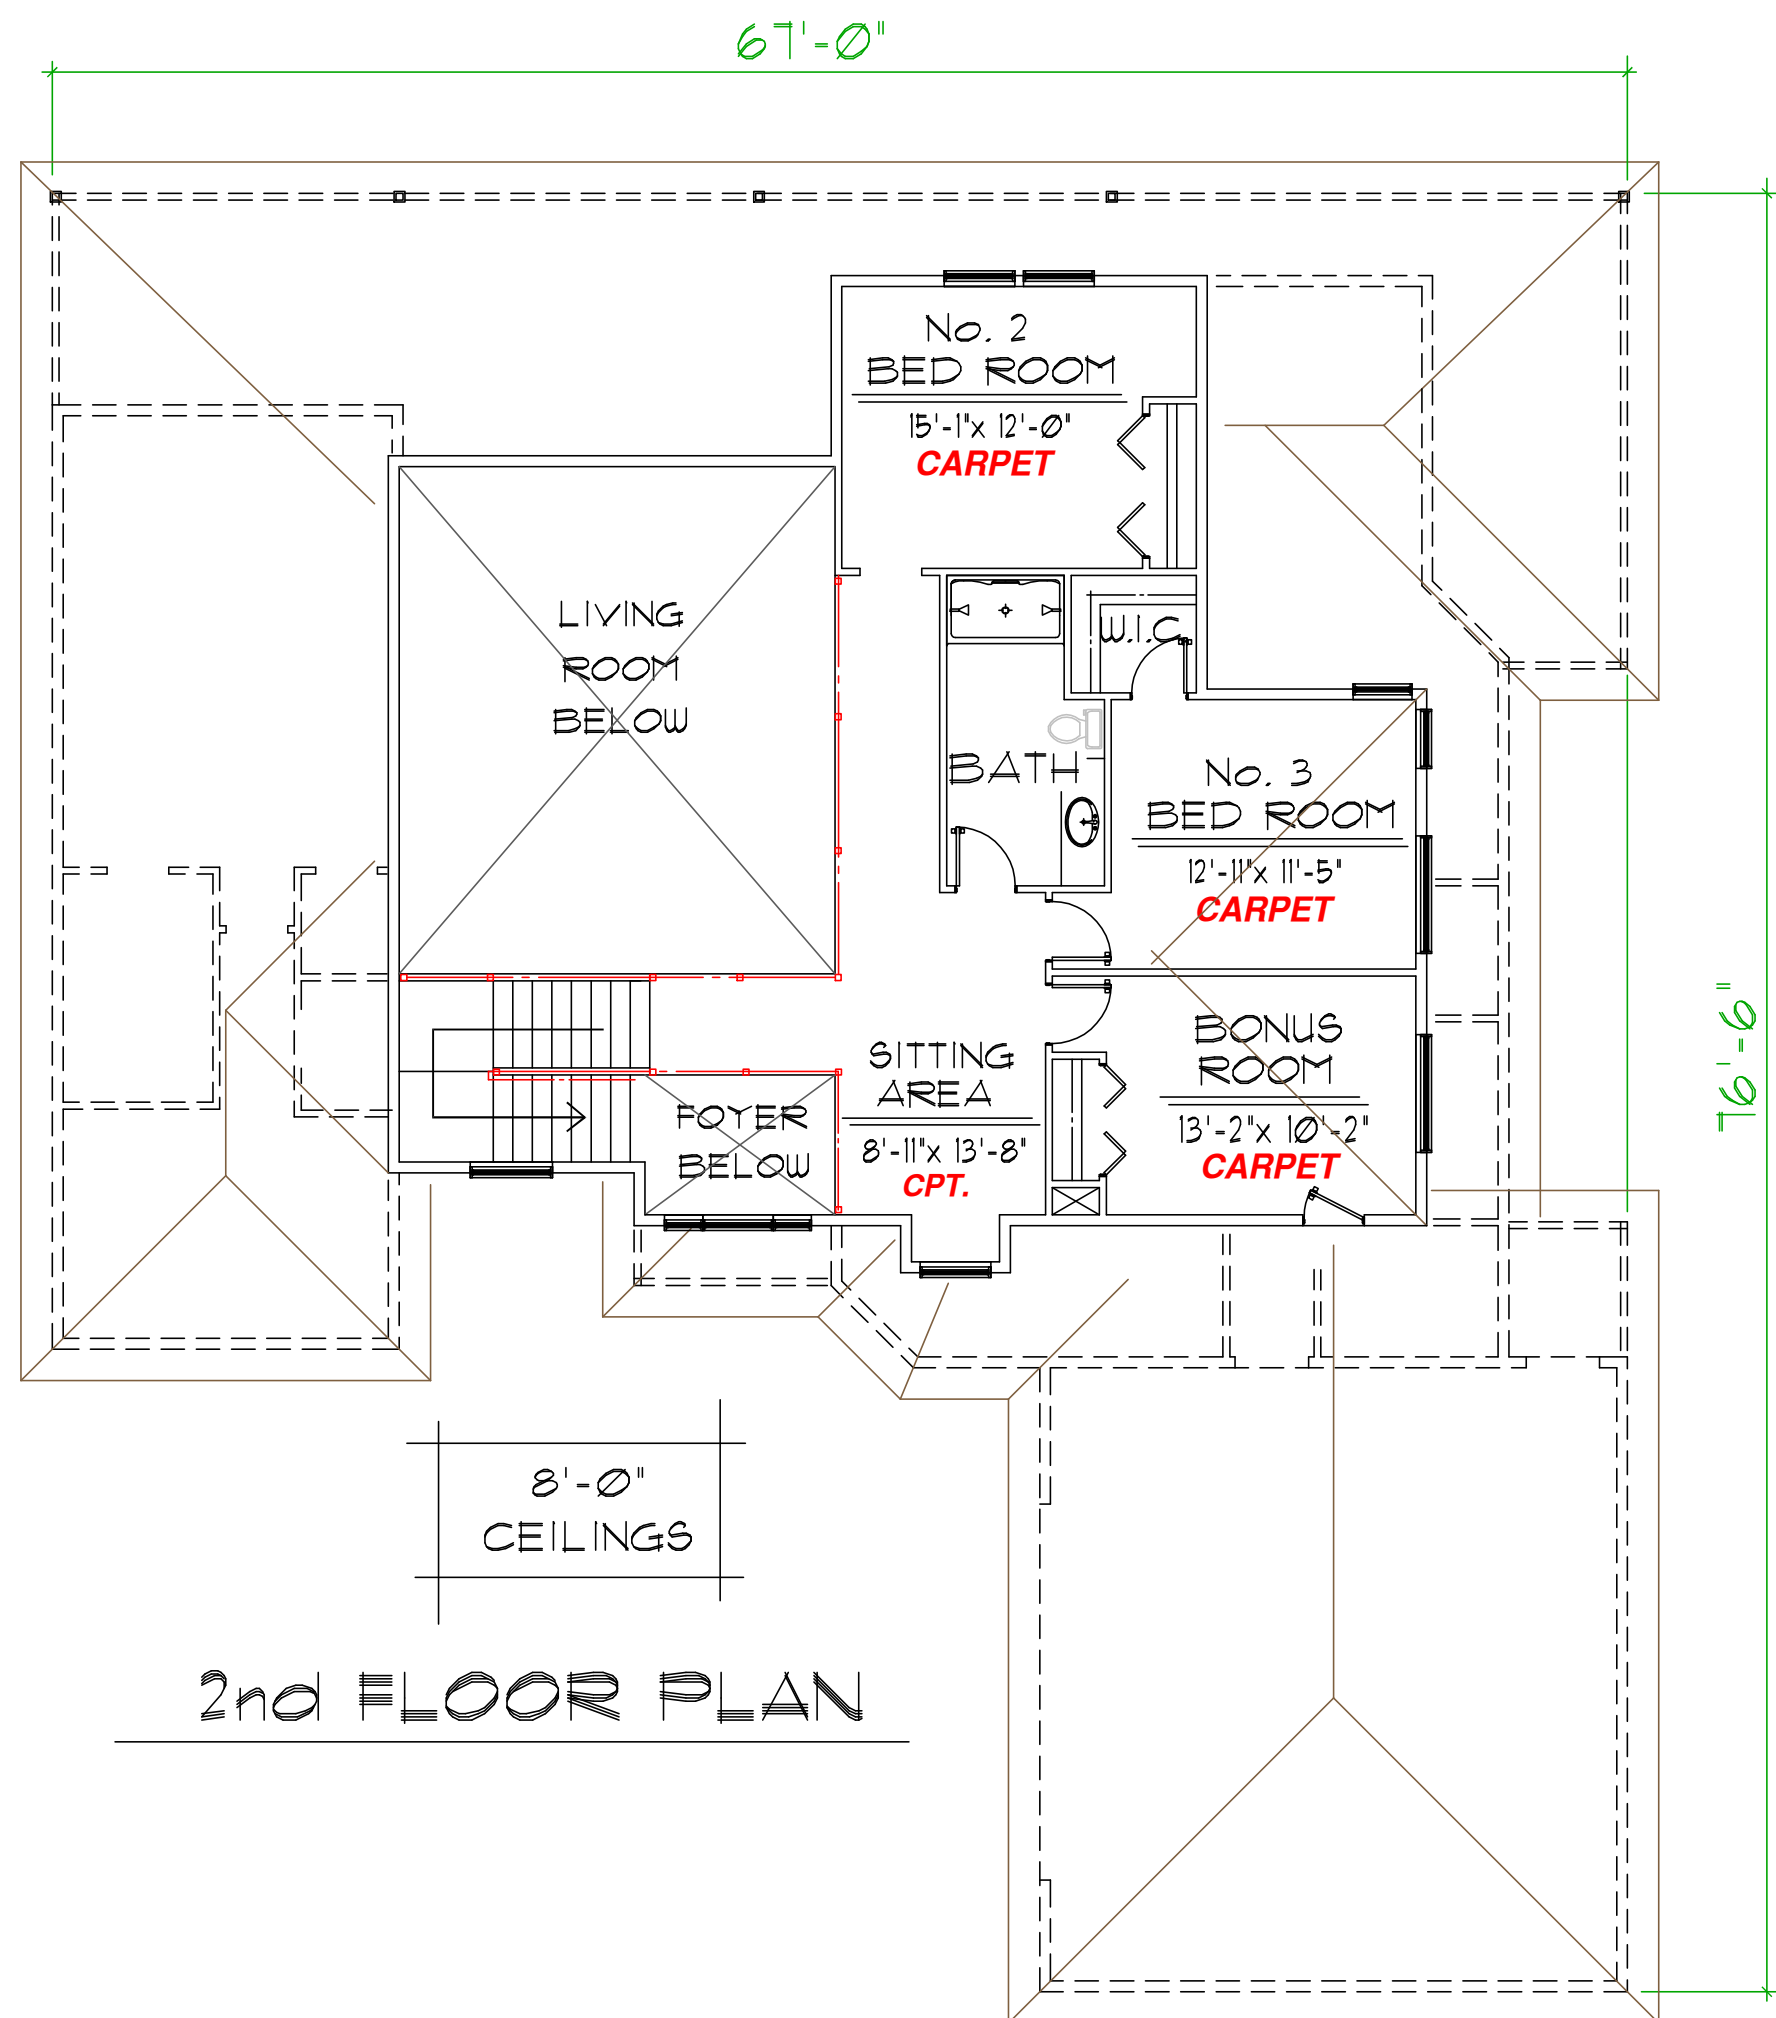 67'-0"
No. 2
BED ROOM
15'-1"x 12'-0"
CARPET
LIVING
ROOM
BELOW
W.I.C.
BATH
No. 3
BED ROOM
12'-11"x 11'-5"
CARPET
76'-6"
SITTING
AREA
8'-11"x 13'-8"
CPT.
BONUS
ROOM
13'-2"x 10'-2"
CARPET
FOYER
BELOW
8'-0"
CEILINGS
2nd FLOOR PLAN